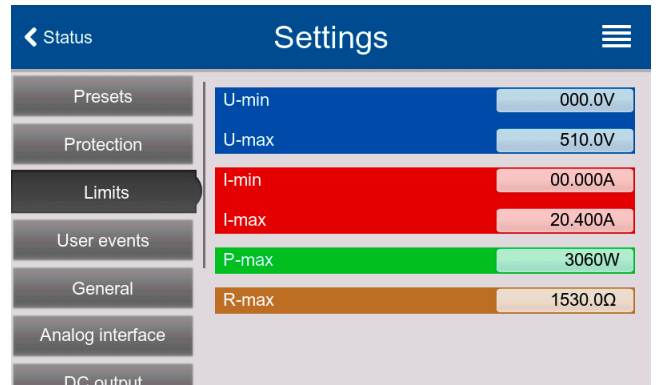 Status
Settings
Presets
Protection
Limits
User events
General
Analog interface
DC output
U-min 000.0V
U-max 510.0V
I-min 00.000A
I-max 20.400A
P-max 3060W
R-max 1530.0Ω